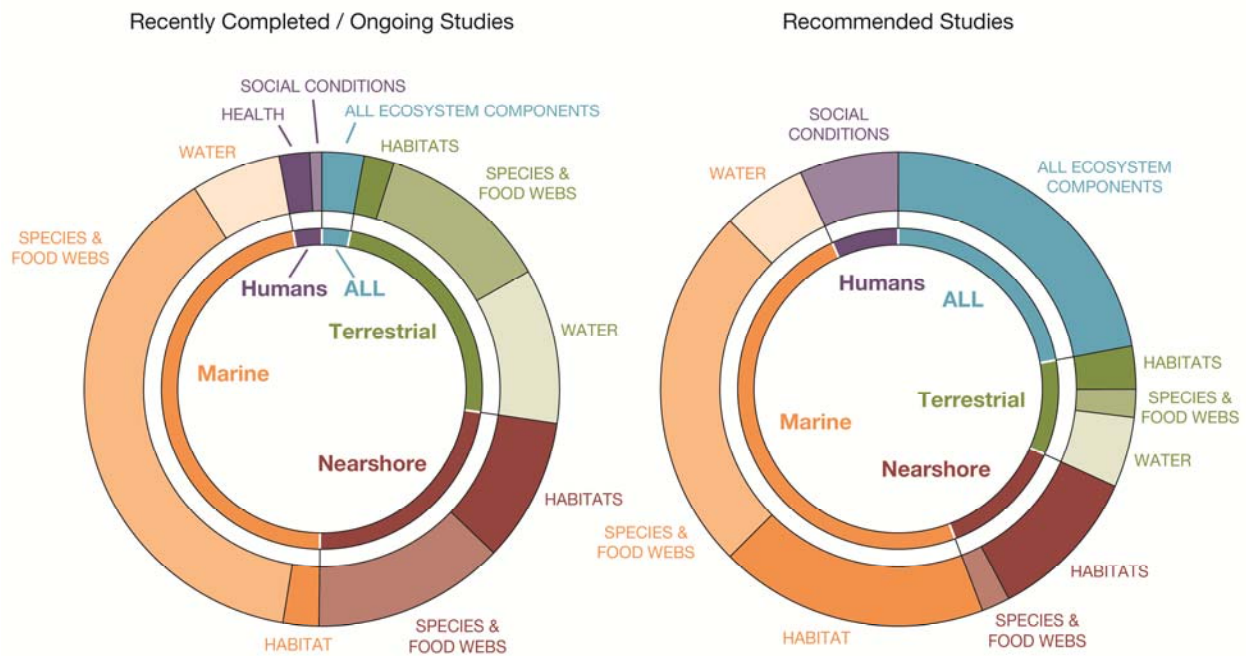 Recently Completed / Ongoing Studies
SOCIAL CONDITIONS
HEALTH
ALL ECOSYSTEM COMPONENTS
WATER
HABITATS
SPECIES &
FOOD WEBS
SPECIES &
FOOD WEBS
Humans
ALL
Terrestrial
WATER
Marine
Nearshore
HABITATS
HABITAT
SPECIES &
FOOD WEBS
Recommended Studies
SOCIAL
CONDITIONS
WATER
ALL ECOSYSTEM
COMPONENTS
Humans
ALL
HABITATS
Terrestrial
SPECIES &
FOOD WEBS
Marine
WATER
Nearshore
SPECIES &
FOOD WEBS
HABITATS
HABITAT
SPECIES &
FOOD WEBS